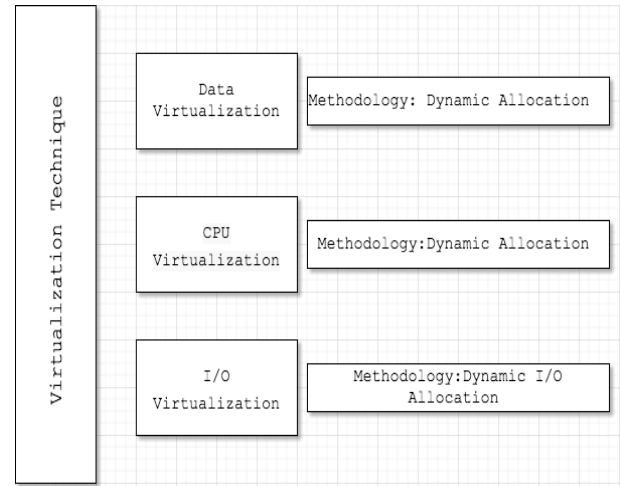 Virtualization Technique
Data
Virtualization
Methodology: Dynamic Allocation
CPU
Virtualization
Methodology:Dynamic Allocation
I/O
Virtualization
Methodology:Dynamic I/O
Allocation